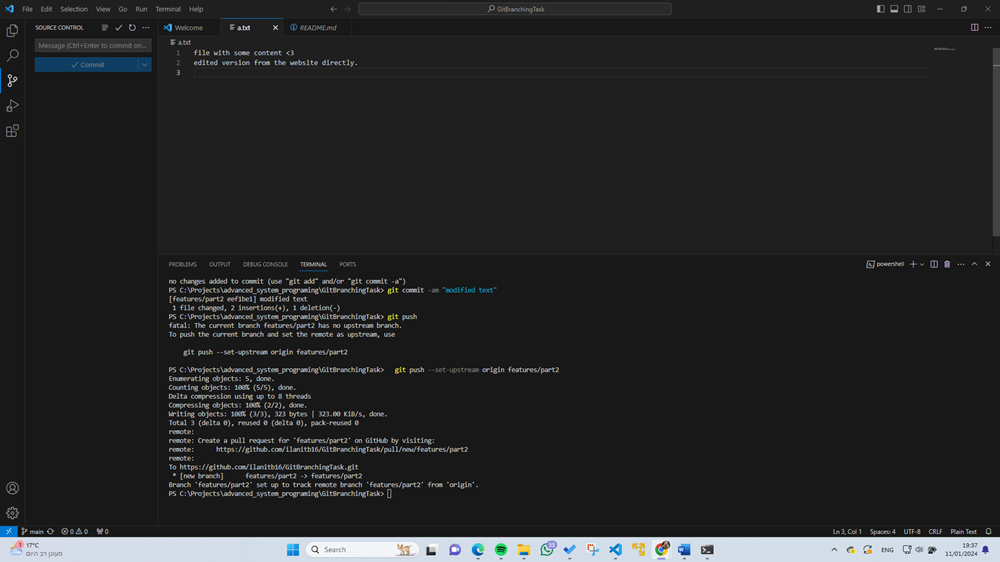 File Edit Selection View Go Run Terminal Help
GitBranchingTask
SOURCE CONTROL
Message (Ctrl+Enter to commit on...
Commit
Welcome
a.txt
README.md
a.txt
1 file with some content <3
2 edited version from the website directly.
3
PROBLEMS OUTPUT DEBUG CONSOLE TERMINAL PORTS
powershell
no changes added to commit (use "git add" and/or "git commit -a")
PS C:\Projects\advanced_system_programing\GitBranchingTask> git commit -am "modified text"
[features/part2 eef1be1] modified text
1 file changed, 2 insertions(+), 1 deletion(-)
PS C:\Projects\advanced_system_programing\GitBranchingTask> git push
fatal: The current branch features/part2 has no upstream branch.
To push the current branch and set the remote as upstream, use
git push --set-upstream origin features/part2
PS C:\Projects\advanced_system_programing\GitBranchingTask> git push --set-upstream origin features/part2
Enumerating objects: 5, done.
Counting objects: 100% (5/5), done.
Delta compression using up to 8 threads
Compressing objects: 100% (2/2), done.
Writing objects: 100% (3/3), 323 bytes | 323.00 KiB/s, done.
Total 3 (delta 0), reused 0 (delta 0), pack-reused 0
remote:
remote: Create a pull request for 'features/part2' on GitHub by visiting:
remote: https://github.com/ilanitb16/GitBranchingTask/pull/new/features/part2
remote:
To https://github.com/ilanitb16/GitBranchingTask.git
* [new branch] features/part2 -> features/part2
Branch 'features/part2' set up to track remote branch 'features/part2' from 'origin'.
PS C:\Projects\advanced_system_programing\GitBranchingTask>
main 0 0 0 Ln 3, Col 1 Spaces: 4 UTF-8 CRLF Plain Text
17°C
מעונן רב היום
Search
ENG
19:37
11/01/2024